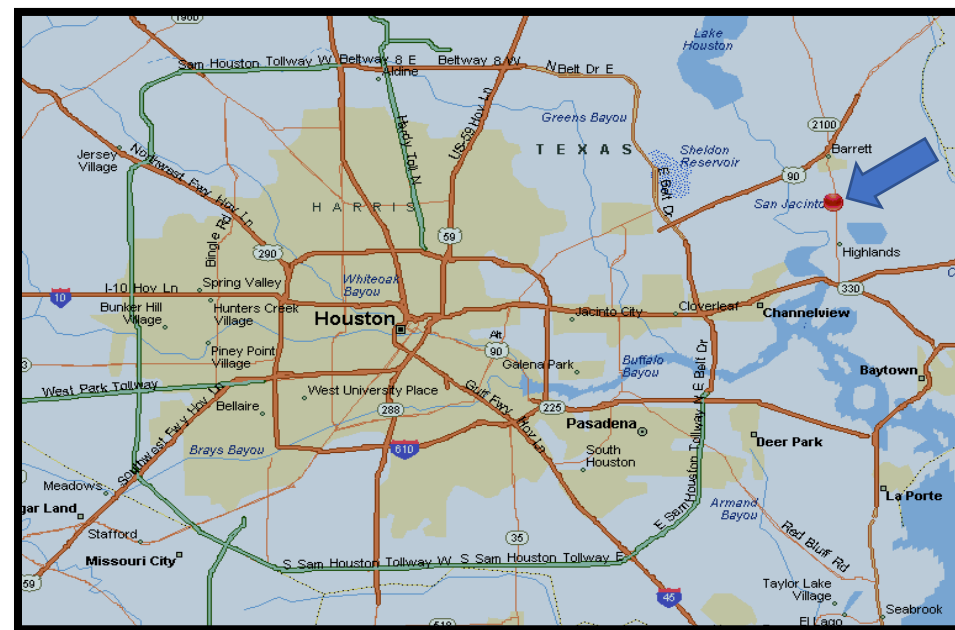 1960
Lake
Houston
Sam Houston Tollway W
Beltway 8 E
Beltway 8 W
N Belt Dr E
Aldine
Greens Bayou
Hardy Toll N
US-59 Hov Ln
TEXAS
Sheldon
Reservoir
E Belt Dr
2100
Barrett
90
San Jacinto
Highlands
Jersey
Village
Northwest Fwy Hov Ln
HARRIS
Bingle Rd
290
59
Whiteoak
Bayou
330
I-10 Hov Ln
10
Spring Valley
Bunker Hill
Village
Hunters Creek
Village
Houston
Jacinto City
Cloverleaf
Channelview
Alt
90
Piney Point
Village
Galena Park
Buffalo
Bayou
E Belt Dr
Baytown
3
West Park Tollway
West University Place
Bellaire
288
Gulf Fwy Hov Ln
225
Pasadena
Southwest Fwy Hov Ln
Brays Bayou
610
South
Houston
E Sam Houston Tollway N
Deer Park
Meadows
gar Land
Stafford
Missouri City
Armand
Bayou
La Porte
35
Red Bluff Rd
S Sam Houston Tollway W
S Sam Houston Tollway E
59
45
Taylor Lake
Village
Seabrook
El Lago
518